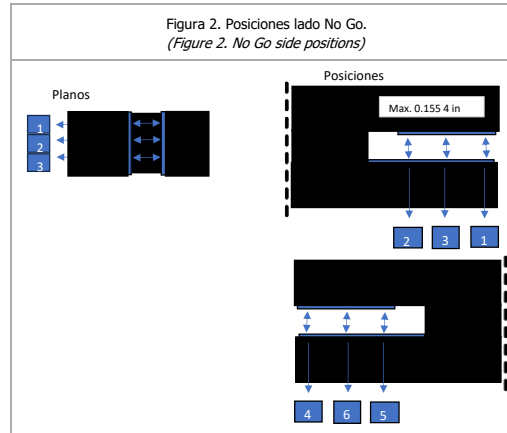 Figura 2. Posiciones lado No Go.
(Figure 2. No Go side positions)
Posiciones
Planos
Max. 0.155 4 in
1
2
3
2 3 1
4 6 5